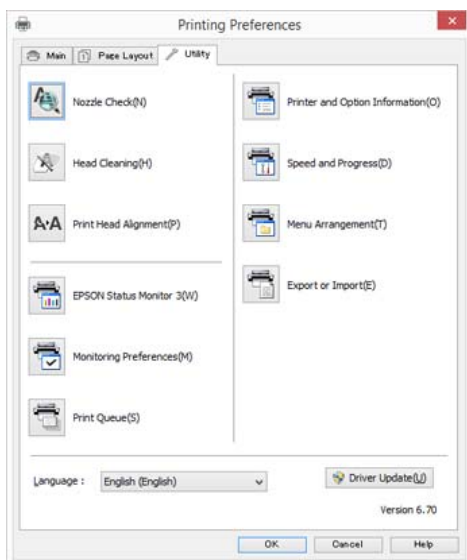 Printing Preferences
Main
Page Layout
Utility
Nozzle Check(N)
Head Cleaning(H)
Print Head Alignment(P)
EPSON Status Monitor 3(W)
Monitoring Preferences(M)
Print Queue(S)
Printer and Option Information(O)
Speed and Progress(D)
Menu Arrangement(T)
Export or Import(E)
Language : English (English)
Driver Update(U)
Version 6.70
OK Cancel Help